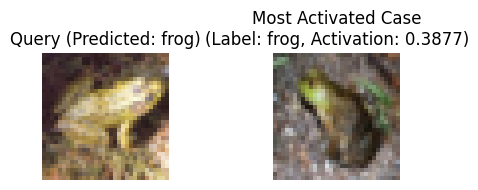 Most Activated Case
Query (Predicted: frog) (Label: frog, Activation: 0.3877)